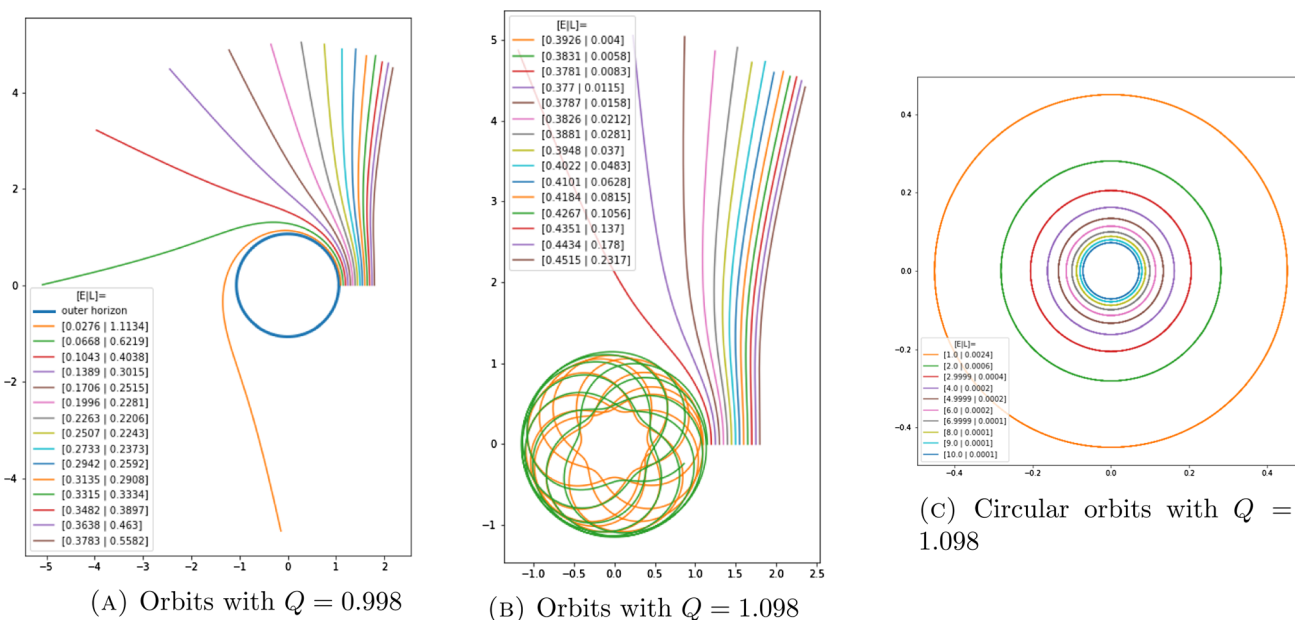 4
2
0
−2
−4
[E|L]=
outer horizon
[0.0276 | 1.1134]
[0.0668 | 0.6219]
[0.1043 | 0.4038]
[0.1389 | 0.3015]
[0.1706 | 0.2515]
[0.1996 | 0.2281]
[0.2263 | 0.2206]
[0.2507 | 0.2243]
[0.2733 | 0.2373]
[0.2942 | 0.2592]
[0.3135 | 0.2908]
[0.3315 | 0.3334]
[0.3482 | 0.3897]
[0.3638 | 0.463]
[0.3783 | 0.5582]
−5 −4 −3 −2 −1 0 1 2
(A) Orbits with Q = 0.998
5
4
3
2
1
0
−1
[E|L]=
[0.3926 | 0.004]
[0.3831 | 0.0058]
[0.3781 | 0.0083]
[0.377 | 0.0115]
[0.3787 | 0.0158]
[0.3826 | 0.0212]
[0.3881 | 0.0281]
[0.3948 | 0.037]
[0.4022 | 0.0483]
[0.4101 | 0.0628]
[0.4184 | 0.0815]
[0.4267 | 0.1056]
[0.4351 | 0.137]
[0.4434 | 0.178]
[0.4515 | 0.2317]
−1.0 −0.5 0.0 0.5 1.0 1.5 2.0 2.5
(B) Orbits with Q = 1.098
0.4
0.2
0.0
−0.2
−0.4
[E|L]=
[1.0 | 0.0024]
[2.0 | 0.0006]
[2.9999 | 0.0004]
[4.0 | 0.0002]
[4.9999 | 0.0002]
[6.0 | 0.0002]
[6.9999 | 0.0001]
[8.0 | 0.0001]
[9.0 | 0.0001]
[10.0 | 0.0001]
−0.4 −0.2 0.0 0.2 0.4
(C) Circular orbits with Q =
1.098